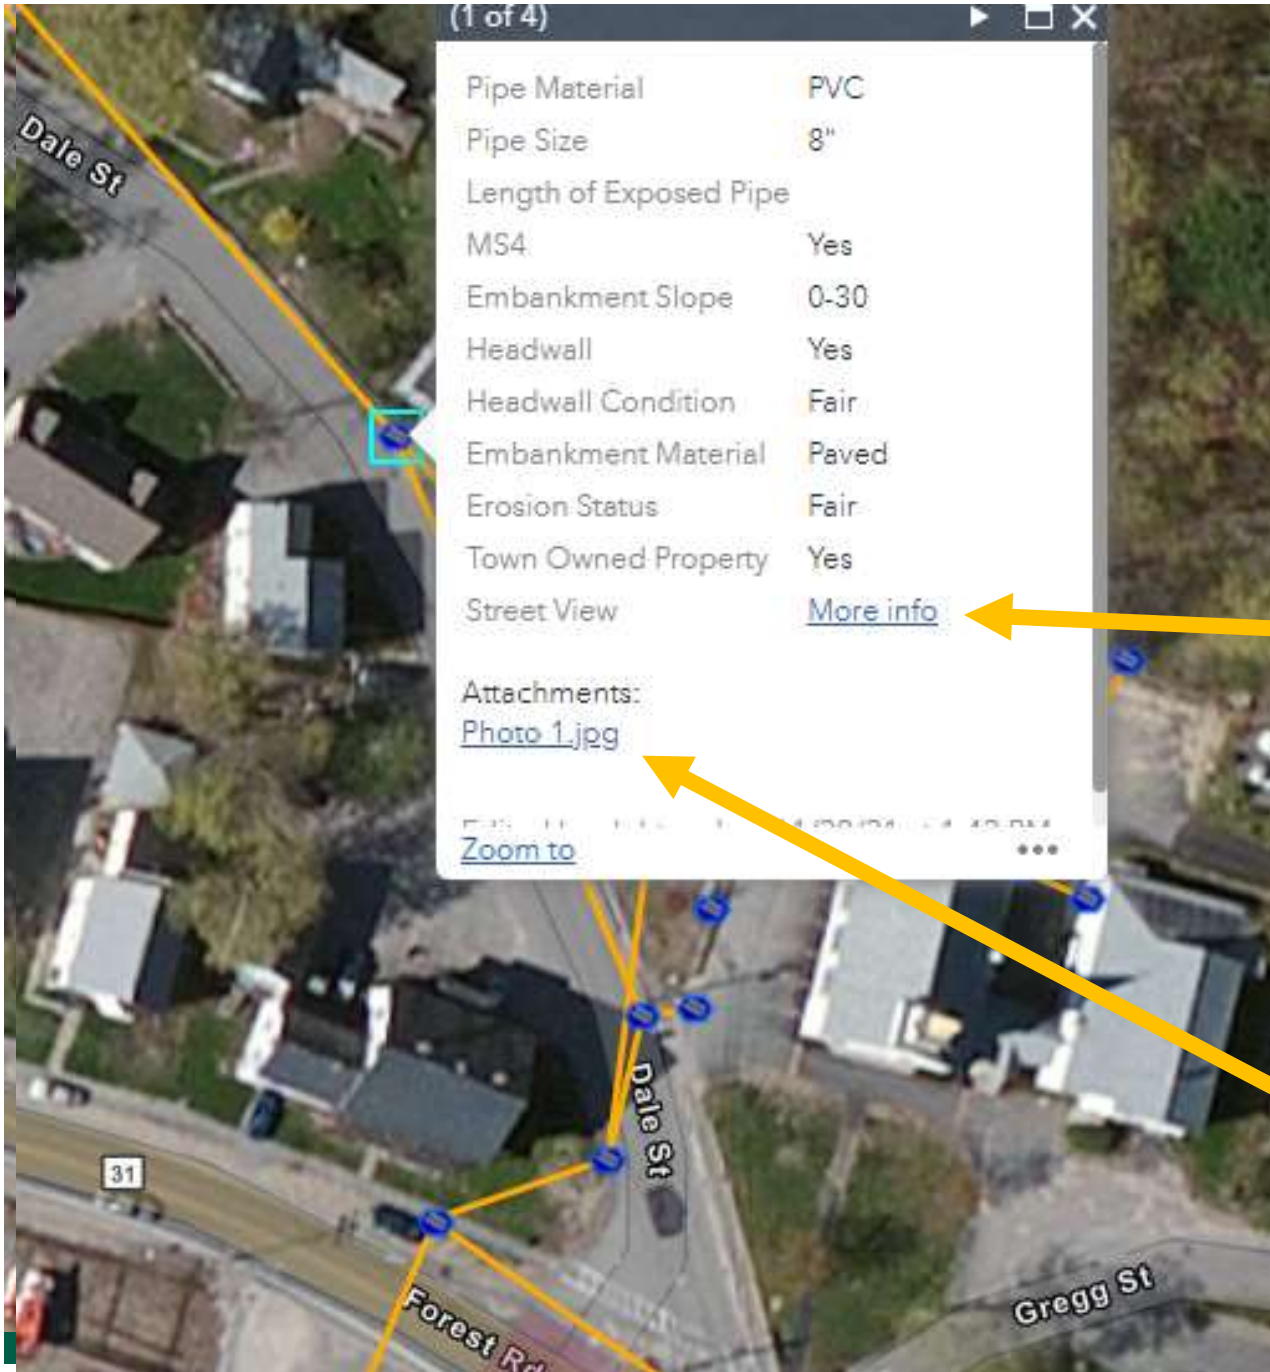 (1 of 4)
Pipe Material PVC
Pipe Size 8"
Length of Exposed Pipe
MS4 Yes
Embankment Slope 0-30
Headwall Yes
Headwall Condition Fair
Embankment Material Paved
Erosion Status Fair
Town Owned Property Yes
Street View More info
Attachments:
Photo 1.jpg
Zoom to
Dale St
Dale St
31
Forest Rd
Gregg St